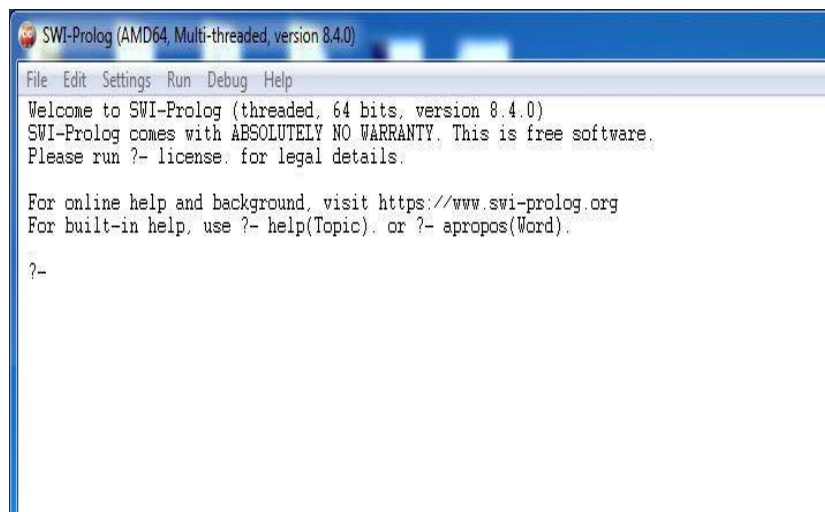 SWI-Prolog (AMD64, Multi-threaded, version 8.4.0)
File Edit Settings Run Debug Help
Welcome to SWI-Prolog (threaded, 64 bits, version 8.4.0)
SWI-Prolog comes with ABSOLUTELY NO WARRANTY. This is free software.
Please run ?- license. for legal details.
For online help and background, visit https://www.swi-prolog.org
For built-in help, use ?- help(Topic). or ?- apropos(Word).
?-